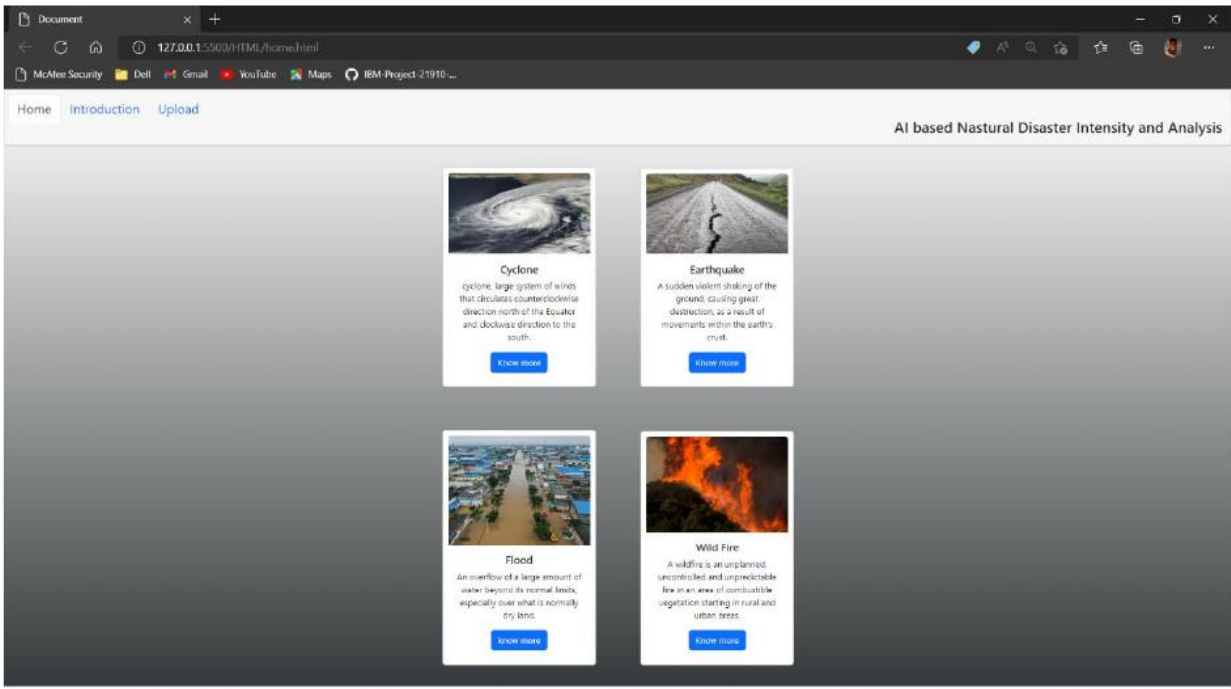 Document
127.0.0.1:5500/HTML/home.html
McAfee Security Dell Gmail YouTube Maps IBM-Project-21910-...
Home Introduction Upload
AI based Nastural Disaster Intensity and Analysis
Cyclone
cyclone, large system of winds
that circulates counterclockwise
direction north of the Equator
and clockwise direction to the
south.
Know more
Earthquake
A sudden violent shaking of the
ground, causing great
destruction, as a result of
movements within the earth's
crust.
Know more
Flood
An overflow of a large amount of
water beyond its normal limits,
especially over what is normally
dry land.
know more
Wild Fire
A wildfire is an unplanned,
uncontrolled and unpredictable
fire in an area of combustible
vegetation starting in rural and
urban areas.
Know more